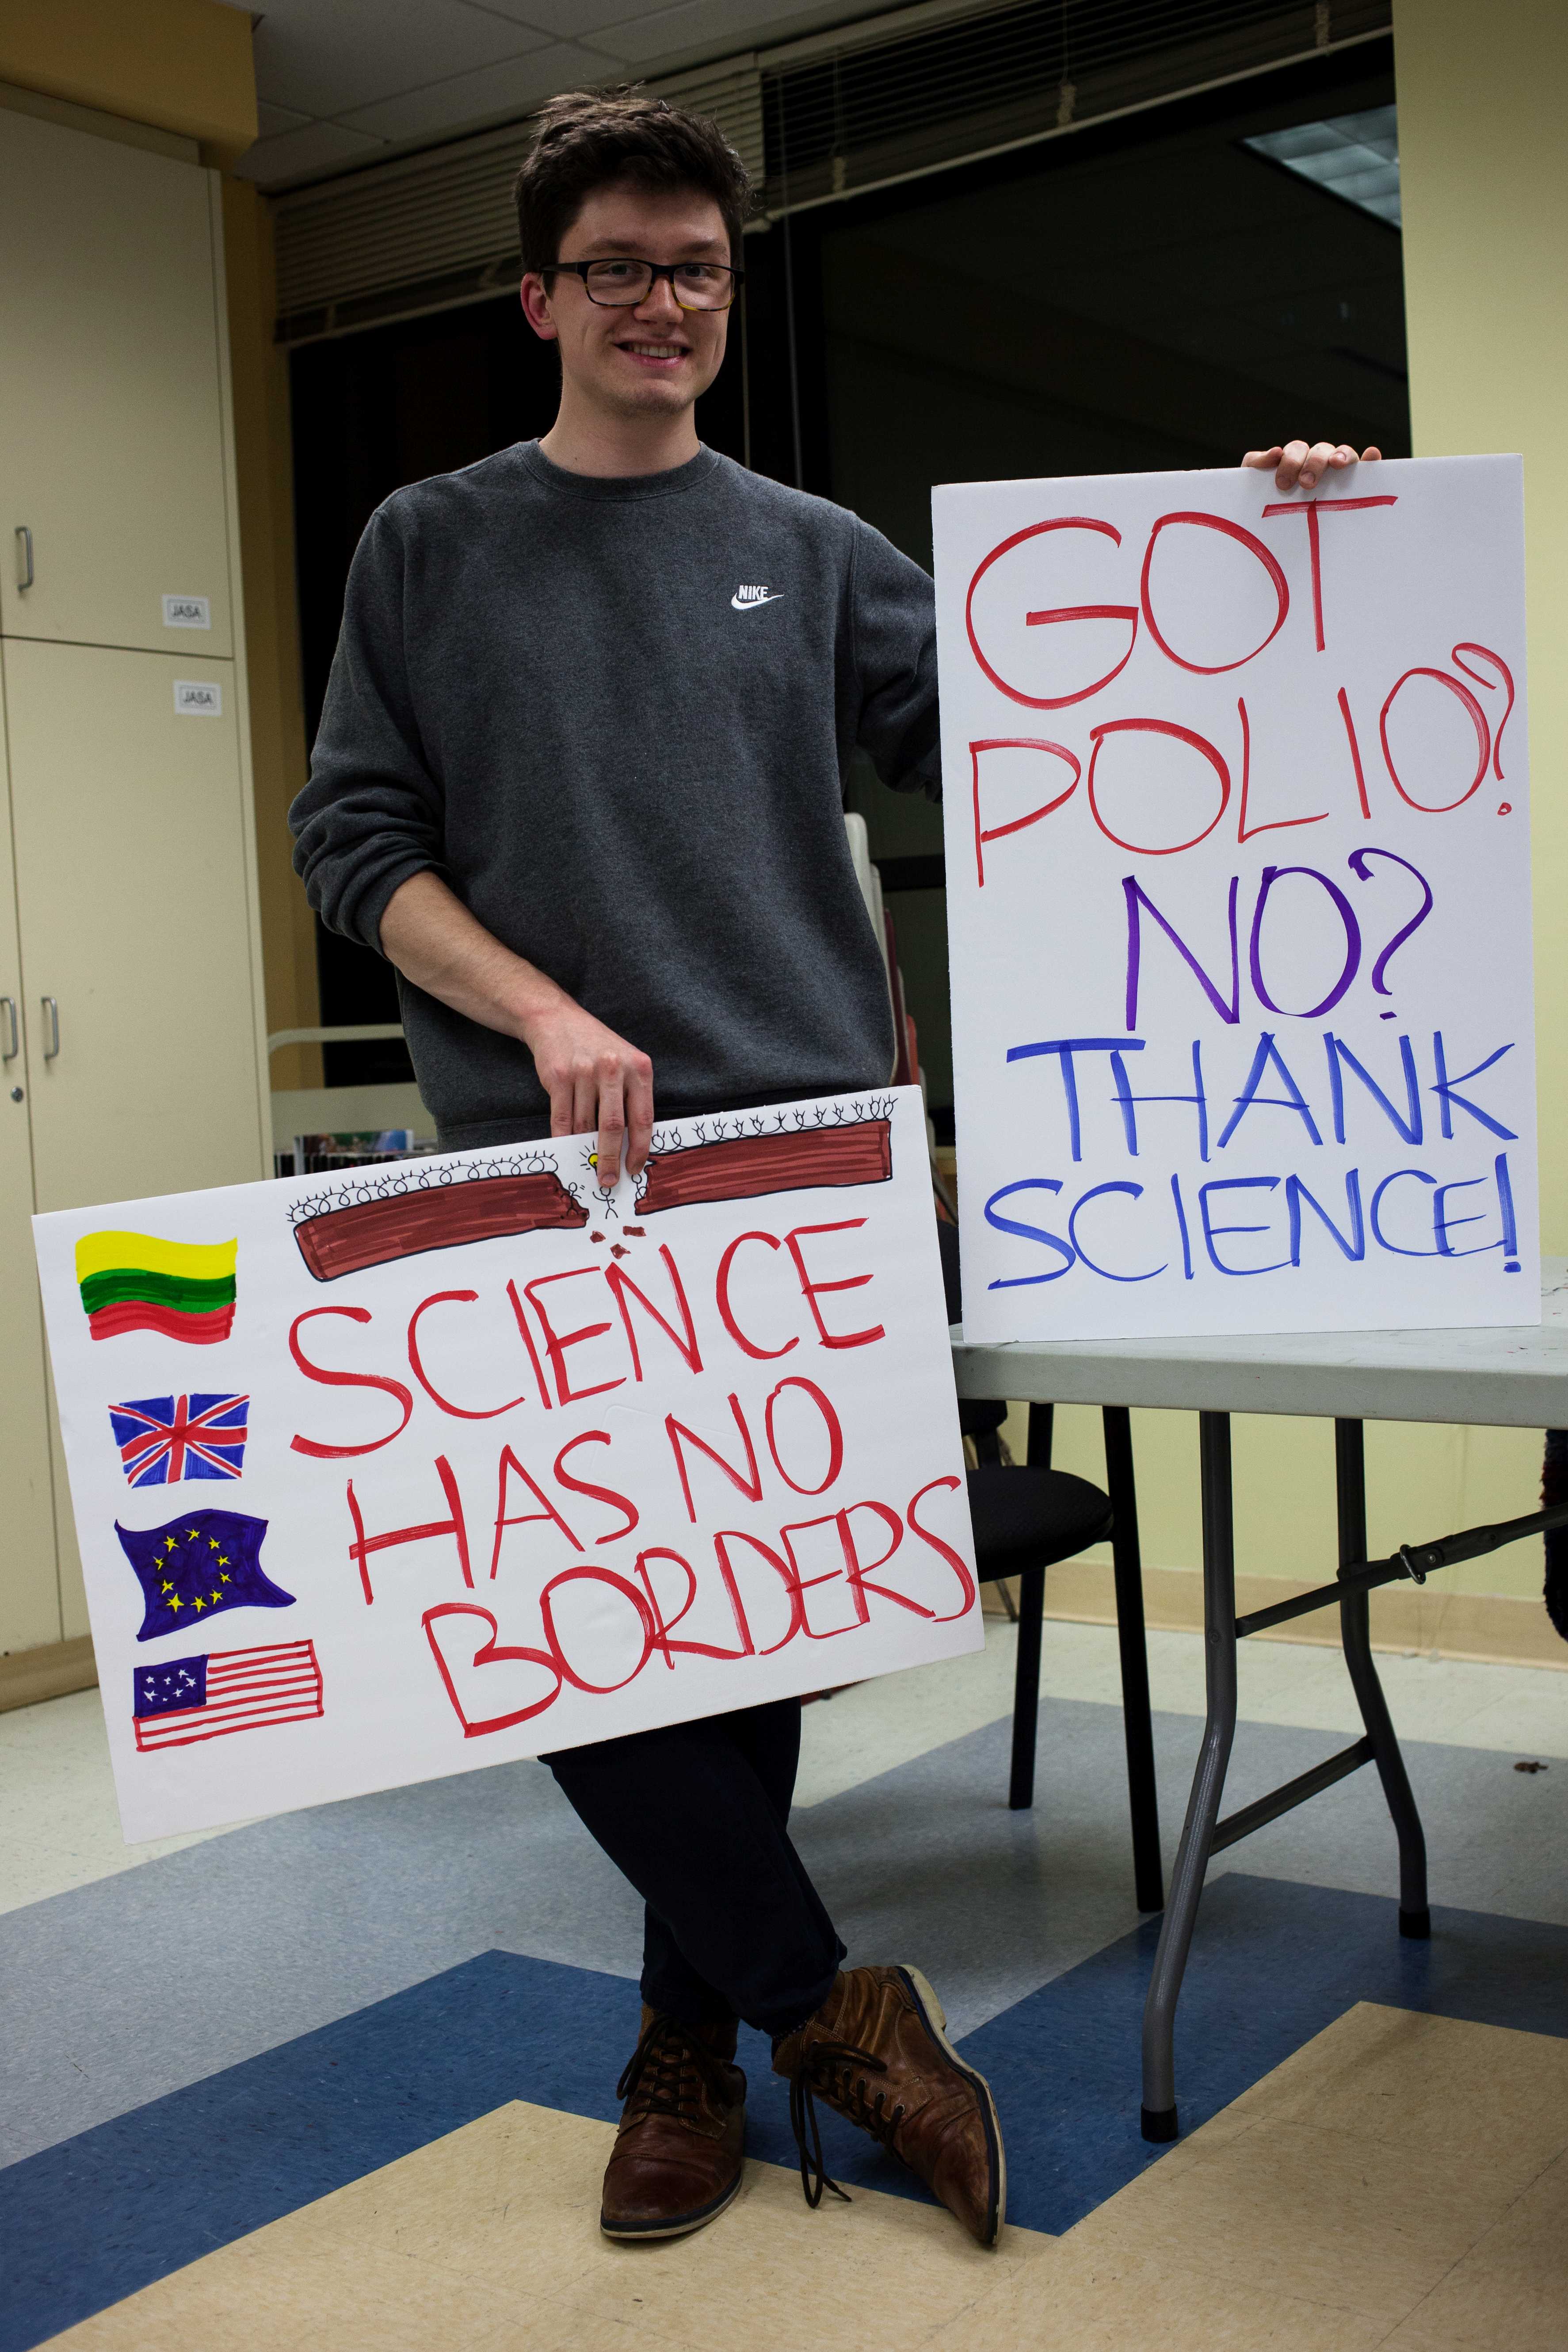 JASA
JASA
NIKE
GOT
POLIO?
NO?
THANK
SCIENCE!
SCIENCE
HAS NO
BORDERS